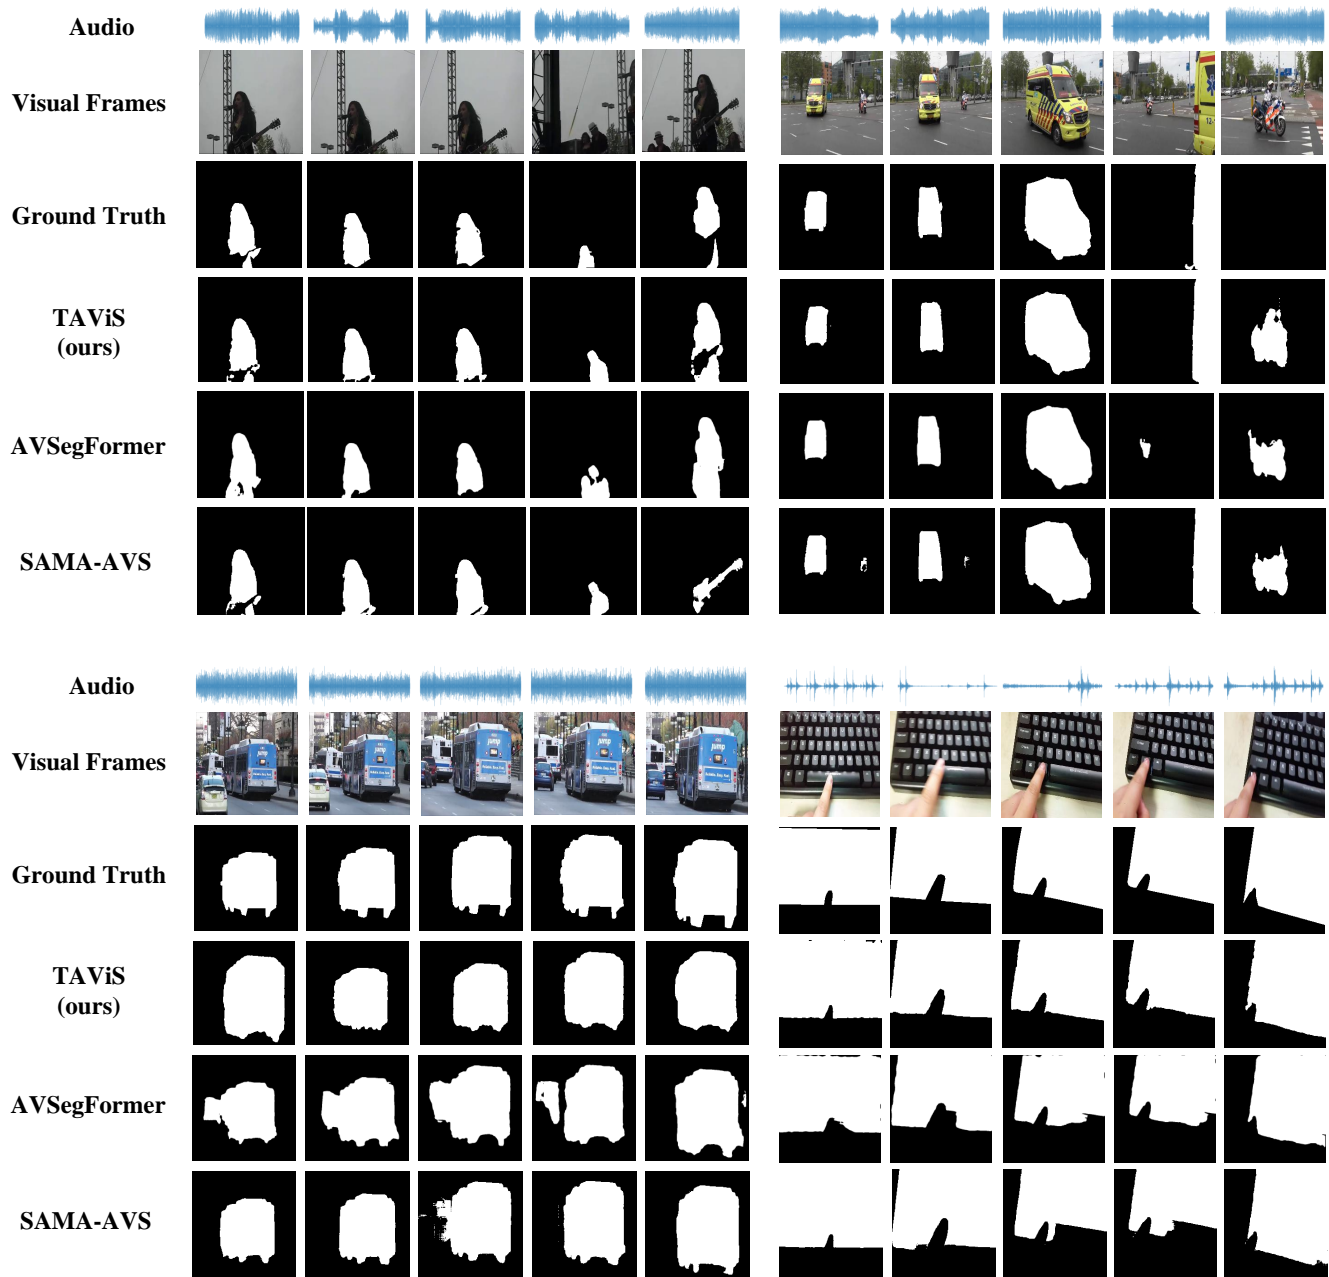 Audio
Visual Frames
Ground Truth
TAViS
(ours)
AVSegFormer
SAMA-AVS
Audio
Visual Frames
jump
Ground Truth
TAViS
(ours)
AVSegFormer
SAMA-AVS